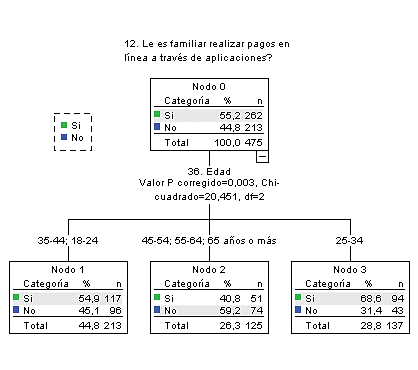 12. Le es familiar realizar pagos en
línea a través de aplicaciones?
Si
No
Nodo 0
Categoría % n
Si 55,2 262
No 44,8 213
Total 100,0 475
36. Edad
Valor P corregido=0,003, Chi-
cuadrado=20,451, df=2
35-44; 18-24
45-54; 55-64; 65 años o más
25-34
Nodo 1
Categoría % n
Si 54,9 117
No 45,1 96
Total 44,8 213
Nodo 2
Categoría % n
Si 40,8 51
No 59,2 74
Total 26,3 125
Nodo 3
Categoría % n
Si 68,6 94
No 31,4 43
Total 28,8 137